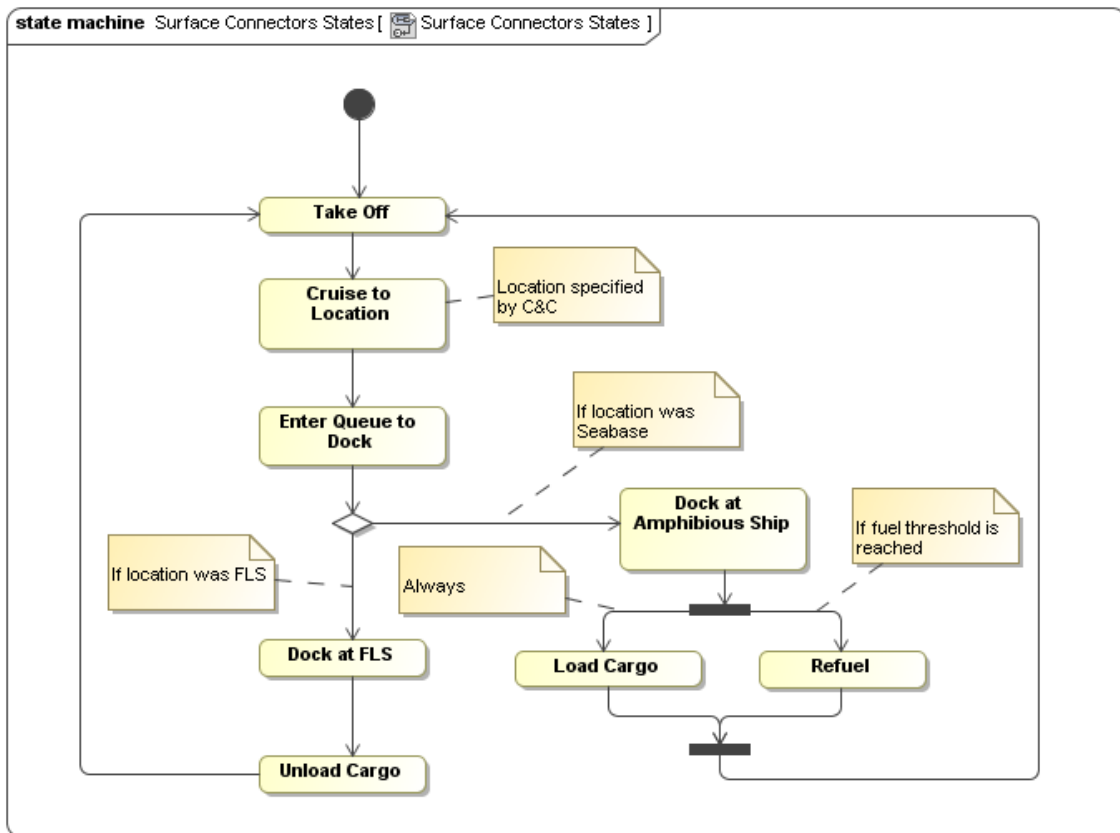 state machine Surface Connectors States [ Surface Connectors States ]
Take Off
Cruise to
Location
Location specified
by C&C
Enter Queue to
Dock
If location was
Seabase
Dock at
Amphibious Ship
If fuel threshold is
reached
If location was FLS
Always
Dock at FLS
Load Cargo
Refuel
Unload Cargo